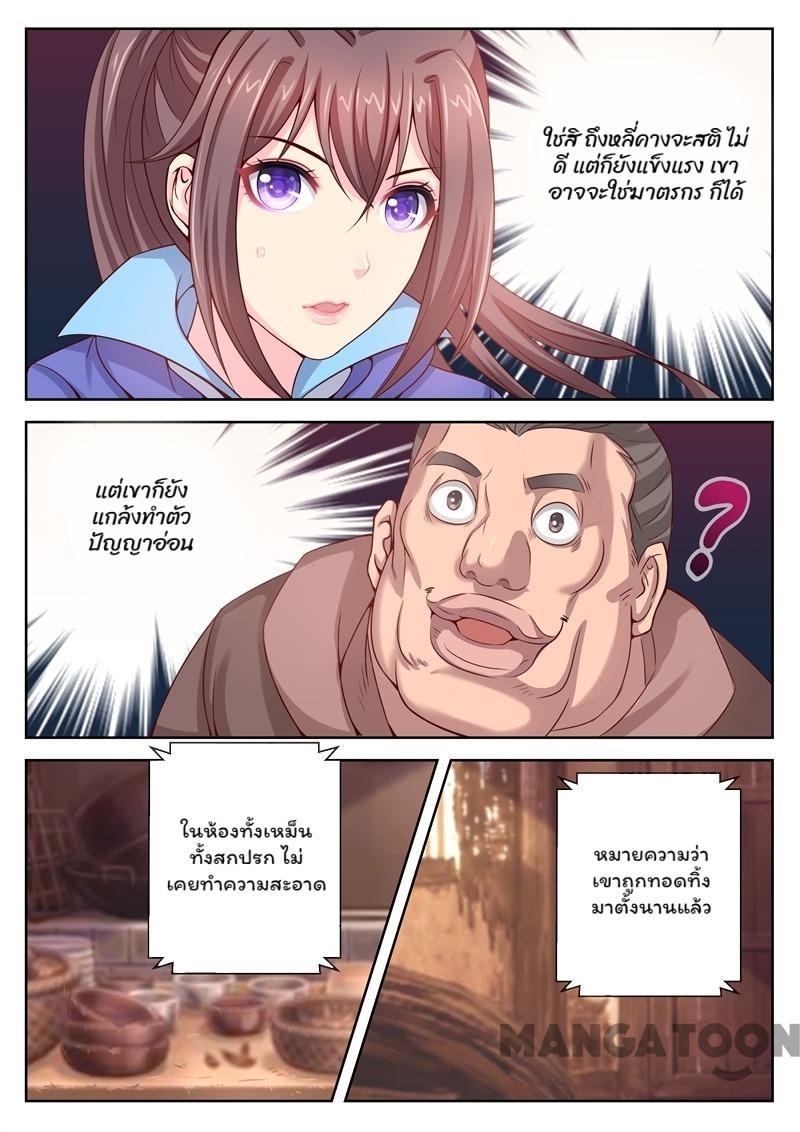 ใช่สิ ถึงหลี่คางจะสติ ไม่
ดี แต่ก็ยังแข็งแรง เขา
อาจจะใช่ฆาตรกร ก็ได้
แต่เขาก็ยัง
แกล้งทำตัว
ปัญญาอ่อน
?
ในห้องทั้งเหม็น
ทั้งสกปรก ไม่
เคยทำความสะอาด
หมายความว่า
เขาถูกทอดทิ้ง
มาตั้งนานแล้ว
MANGATOON